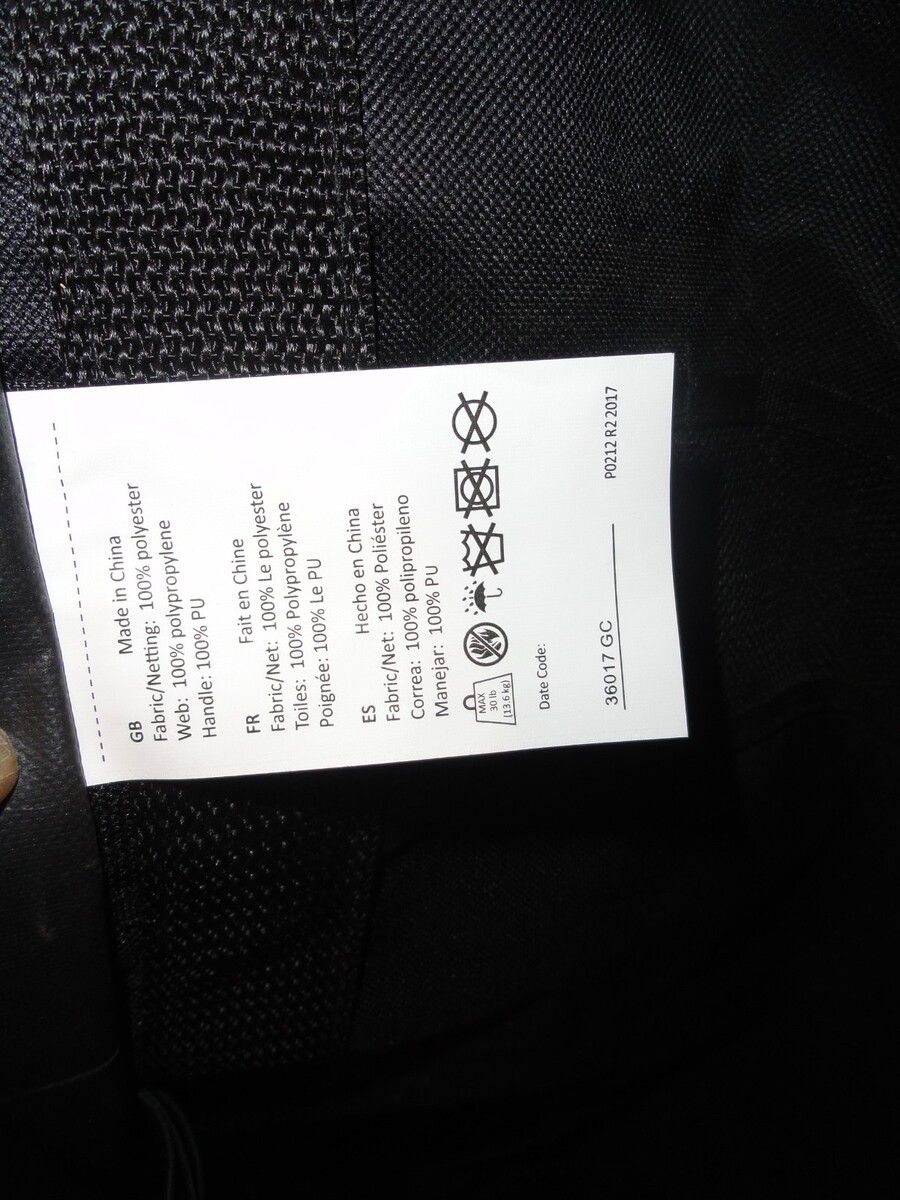 Made in China
GB
Fabric/Netting: 100% polyester
Web: 100% polypropylene
Handle: 100% PU
Fait en Chine
FR
Fabric/Net: 100% Le polyester
Toiles: 100% Polypropylène
Poignée: 100% Le PU
Hecho en China
ES
Fabric/Net: 100% Poliéster
Correa: 100% polipropileno
Manejar: 100% PU
MAX
30 lb
(13.6 kg)
Date Code:
36017 GC
P0212 R2 2017